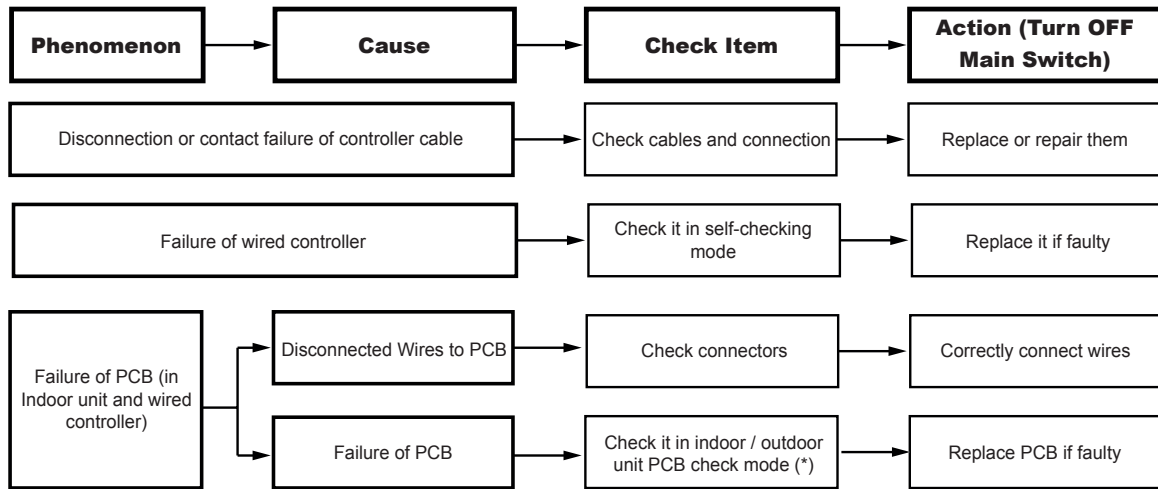 Phenomenon
Cause
Check Item
Action (Turn OFF
Main Switch)
Disconnection or contact failure of controller cable
Check cables and connection
Replace or repair them
Failure of wired controller
Check it in self-checking
mode
Replace it if faulty
Failure of PCB (in
Indoor unit and wired
controller)
Disconnected Wires to PCB
Check connectors
Correctly connect wires
Failure of PCB
Check it in indoor / outdoor
unit PCB check mode (*)
Replace PCB if faulty